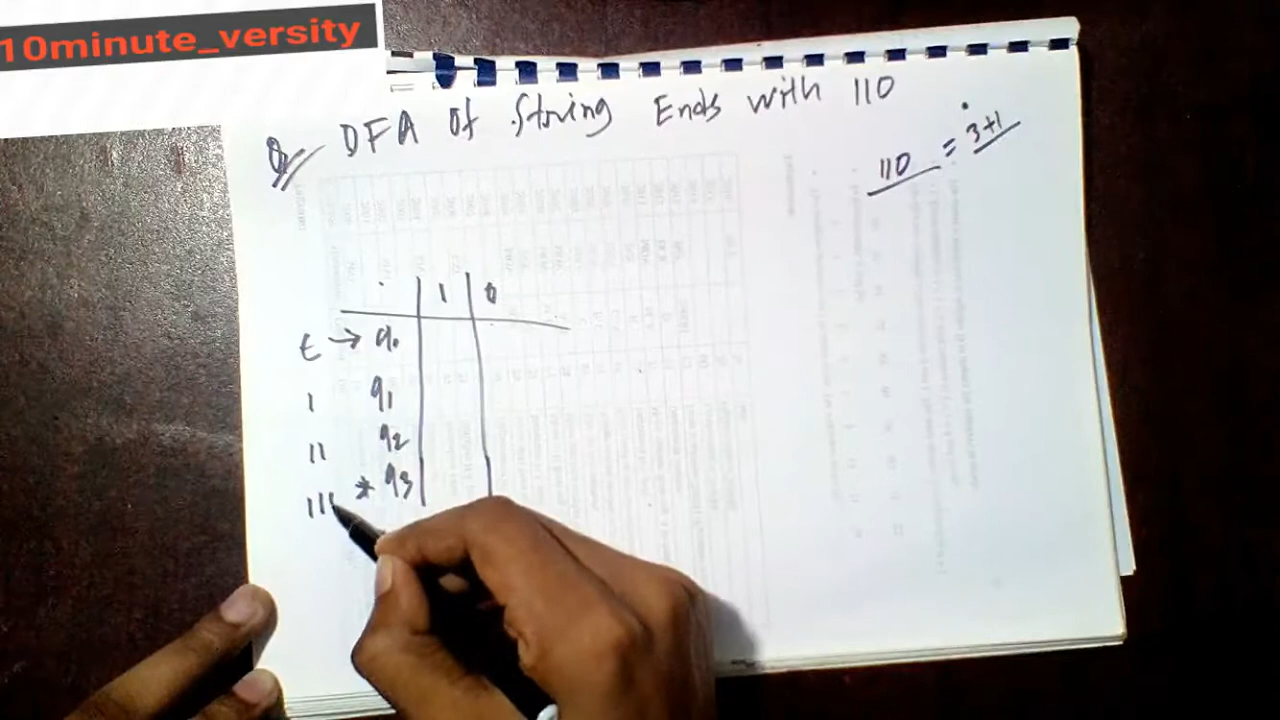 10minute_versity
Q. DFA Of String Ends with 110
110 = 3+1
1 0
ε → q0
1 q1
11 q2
111 * q3